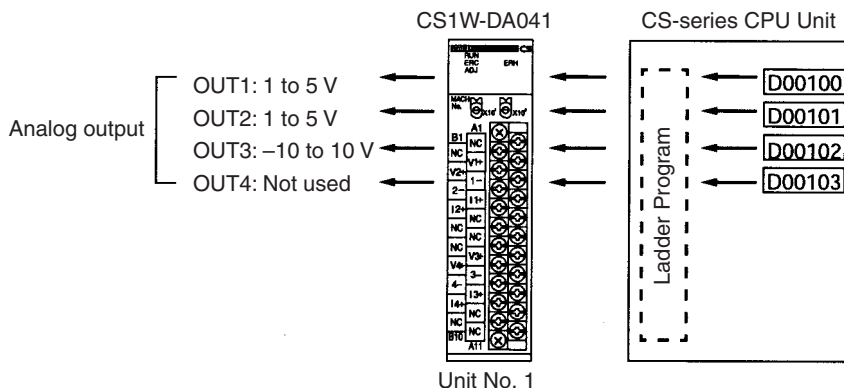 CS1W-DA041
CS-series CPU Unit
CS
RUN
ERC
ERH
ADJ
MACH
No.
X10¹
X10⁰
Analog output
OUT1: 1 to 5 V
OUT2: 1 to 5 V
OUT3: –10 to 10 V
OUT4: Not used
A1
B1
NC
NC
V1+
V2+
1–
2–
I1+
I2+
NC
NC
NC
NC
V3+
V4+
3–
4–
I3+
I4+
NC
NC
NC
B10
A11
Ladder Program
D00100
D00101
D00102
D00103
Unit No. 1